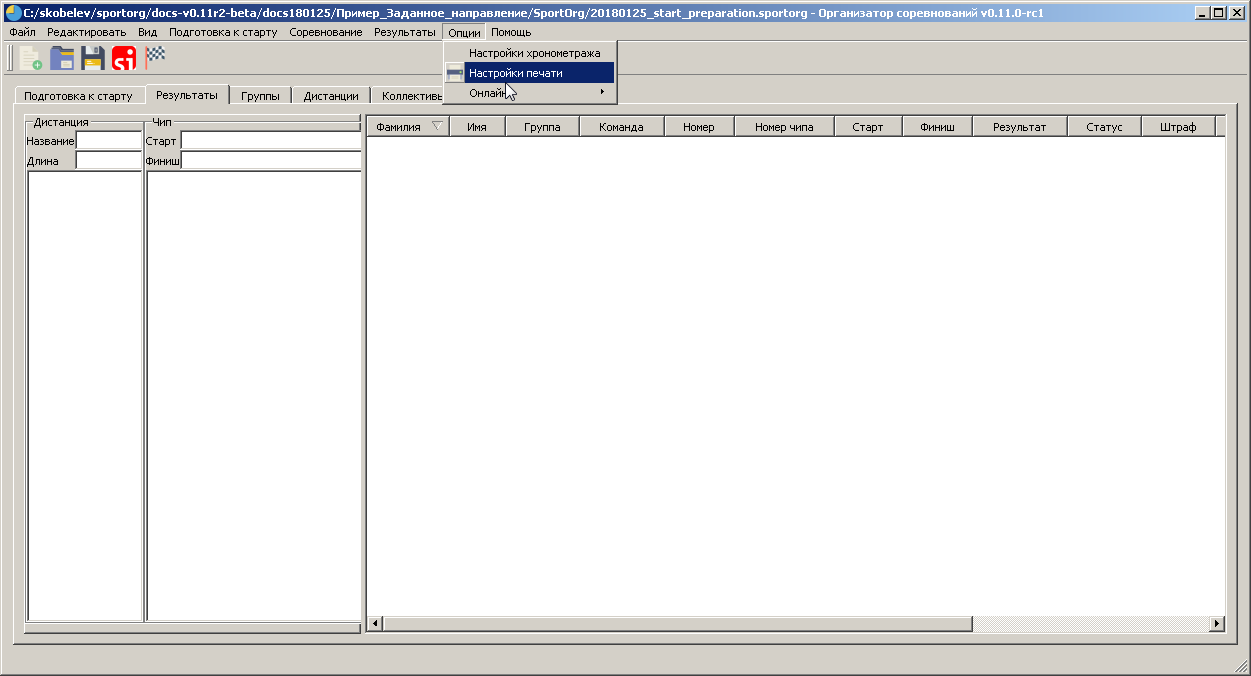 C:/skobelev/sportorg/docs-v0.11r2-beta/docs180125/Пример_Заданное_направление/SportOrg/20180125_start_preparation.sportorg - Организатор соревнований v0.11.0-rc1
Файл Редактировать Вид Подготовка к старту Соревнование Результаты Опции Помощь
si
Настройки хронометража
Настройки печати
Онлайн
Подготовка к старту Результаты Группы Дистанции Коллективы
Дистанция Чип
Название Старт
Длина Финиш
Фамилия Имя Группа Команда Номер Номер чипа Старт Финиш Результат Статус Штраф